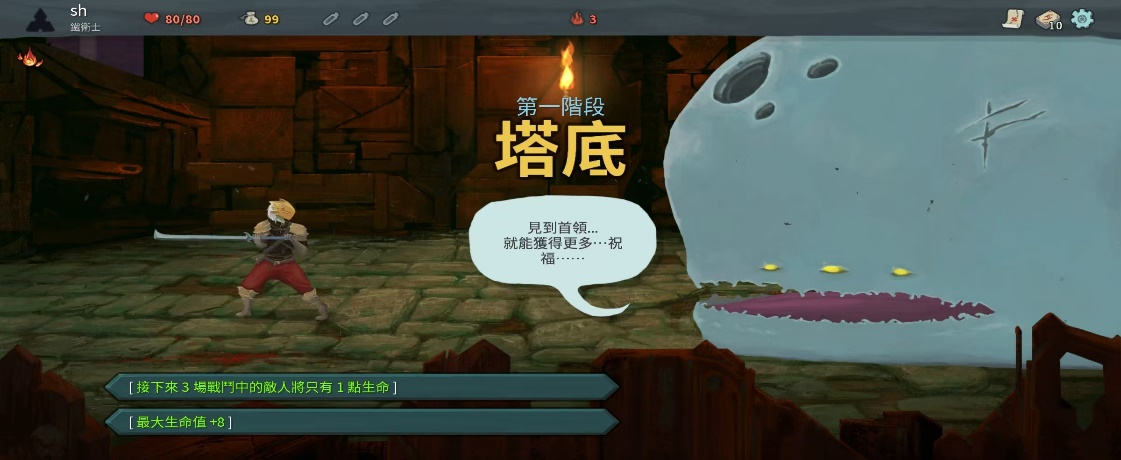 sh
鐵衛士
80/80
99
3
10
第一階段
塔底
見到首領...
就能獲得更多⋯祝
福⋯⋯
[ 接下來 3 場戰鬥中的敵人將只有 1 點生命 ]
[ 最大生命值 +8 ]